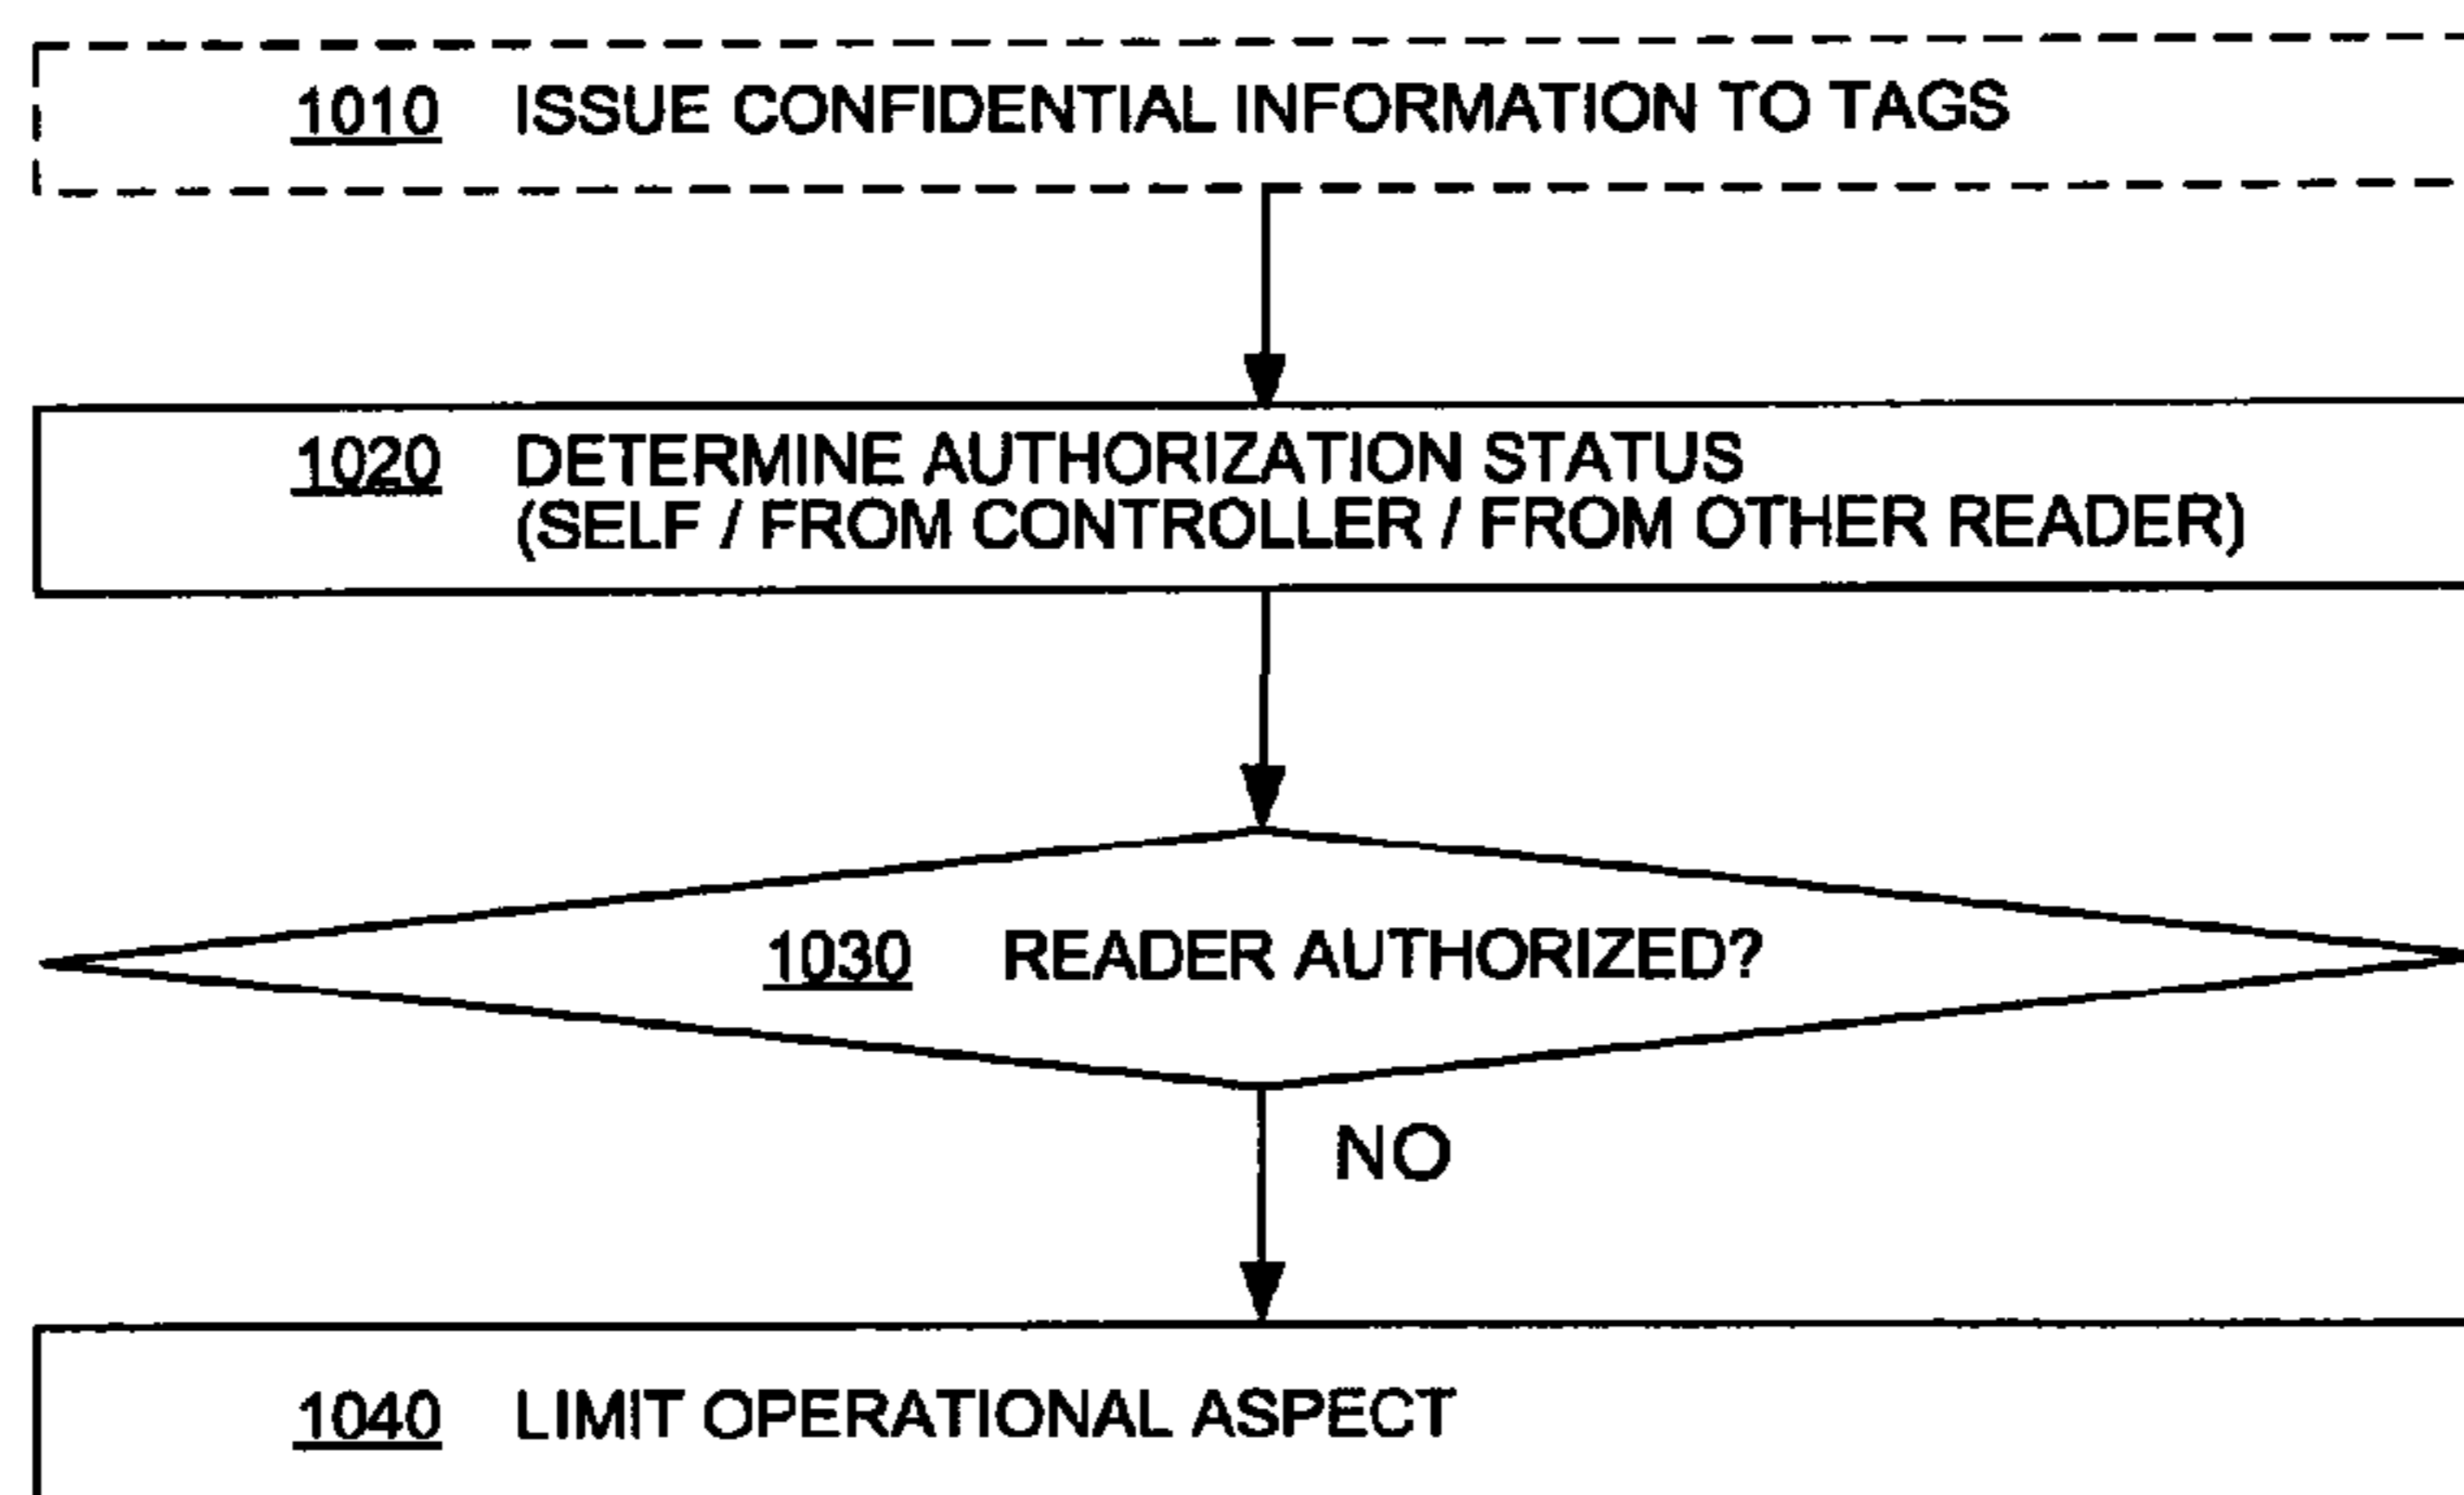 1010 ISSUE CONFIDENTIAL INFORMATION TO TAGS
1020 DETERMINE AUTHORIZATION STATUS
(SELF / FROM CONTROLLER / FROM OTHER READER)
1030 READER AUTHORIZED?
NO
1040 LIMIT OPERATIONAL ASPECT